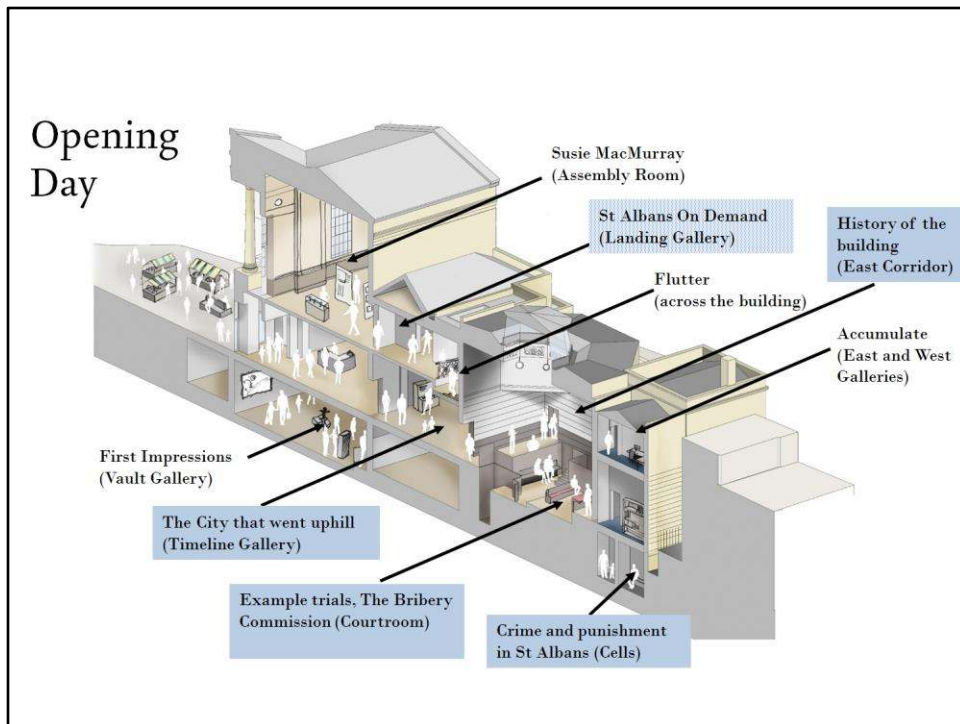 Opening
Day
Susie MacMurray
(Assembly Room)
St Albans On Demand
(Landing Gallery)
History of the
building
(East Corridor)
Flutter
(across the building)
Accumulate
(East and West
Galleries)
First Impressions
(Vault Gallery)
The City that went uphill
(Timeline Gallery)
Example trials, The Bribery
Commission (Courtroom)
Crime and punishment
in St Albans (Cells)